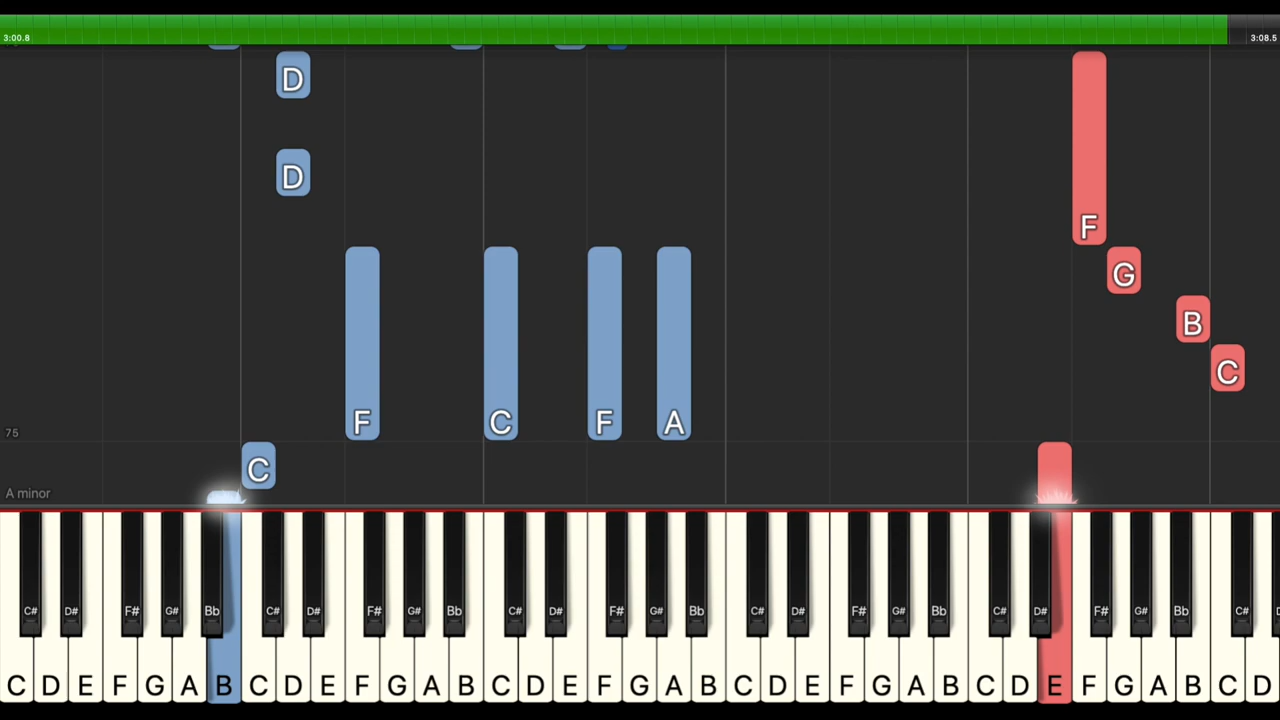 3:00.8 3:08.5
D
D
F
G
B
C
F C F A
75
C
A minor
C# D# F# G# Bb C# D# F# G# Bb C# D# F# G# Bb C# D# F# G# Bb C# D# F# G# Bb C#
C D E F G A B C D E F G A B C D E F G A B C D E F G A B C D E F G A B C D